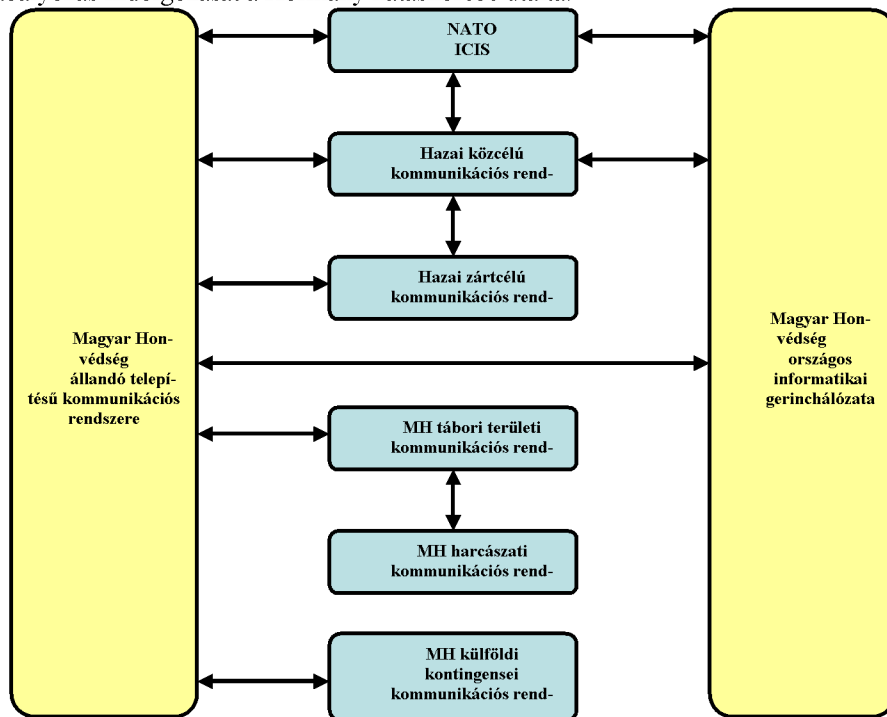 NATO
ICIS
Hazai közcélú
kommunikációs rend-
Hazai zártcélú
kommunikációs rend-
Magyar Hon-
védség
állandó telepí-
tésű kommunikációs
rendszere
Magyar Hon-
védség
országos
informatikai
gerinchálózata
MH tábori területi
kommunikációs rend-
MH harcászati
kommunikációs rend-
MH külföldi
kontingensei
kommunikációs rend-